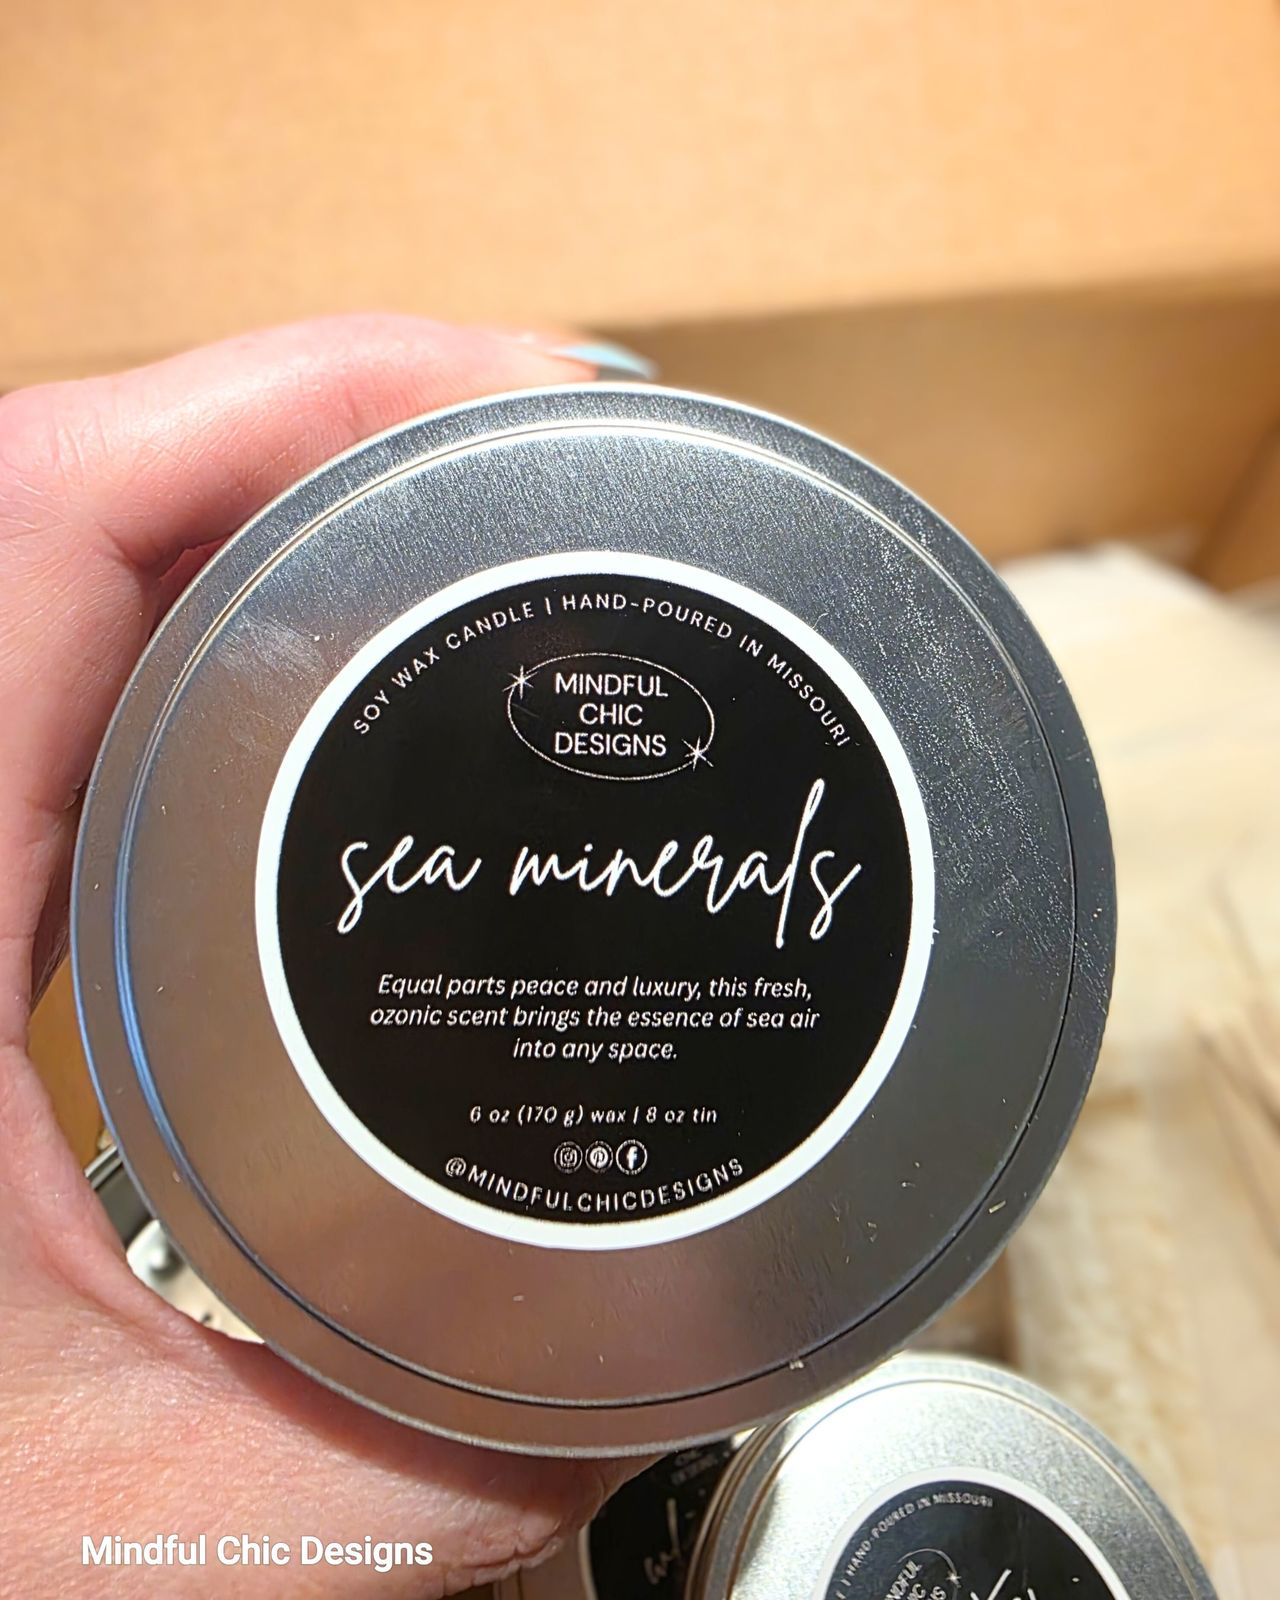 SOY WAX CANDLE | HAND-POURED IN MISSOURI
MINDFUL
CHIC
DESIGNS
sea minerals
Equal parts peace and luxury, this fresh,
ozonic scent brings the essence of sea air
into any space.
6 oz (170 g) wax | 8 oz tin
@MINDFULCHICDESIGNS
HAND-POURED IN MISSOURI
Mindful Chic Designs